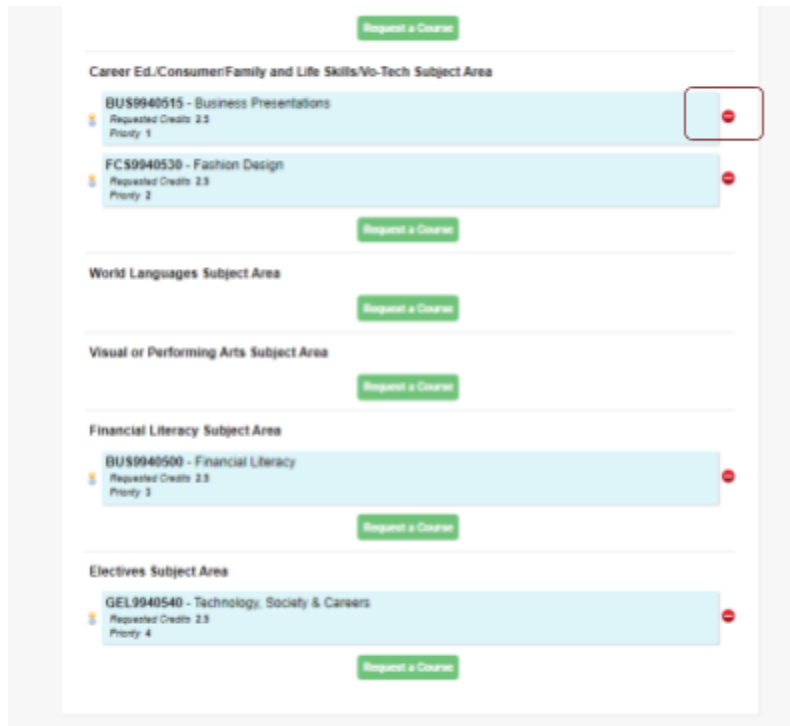 Request a Course
Career Ed./Consumer/Family and Life Skills/Vo-Tech Subject Area
BUS9940515 - Business Presentations
Requested Credits 2.5
Priority 1
FCS9940530 - Fashion Design
Requested Credits 2.5
Priority 2
Request a Course
World Languages Subject Area
Request a Course
Visual or Performing Arts Subject Area
Request a Course
Financial Literacy Subject Area
BUS9940500 - Financial Literacy
Requested Credits 2.5
Priority 3
Request a Course
Electives Subject Area
GEL9940540 - Technology, Society & Careers
Requested Credits 2.5
Priority 4
Request a Course